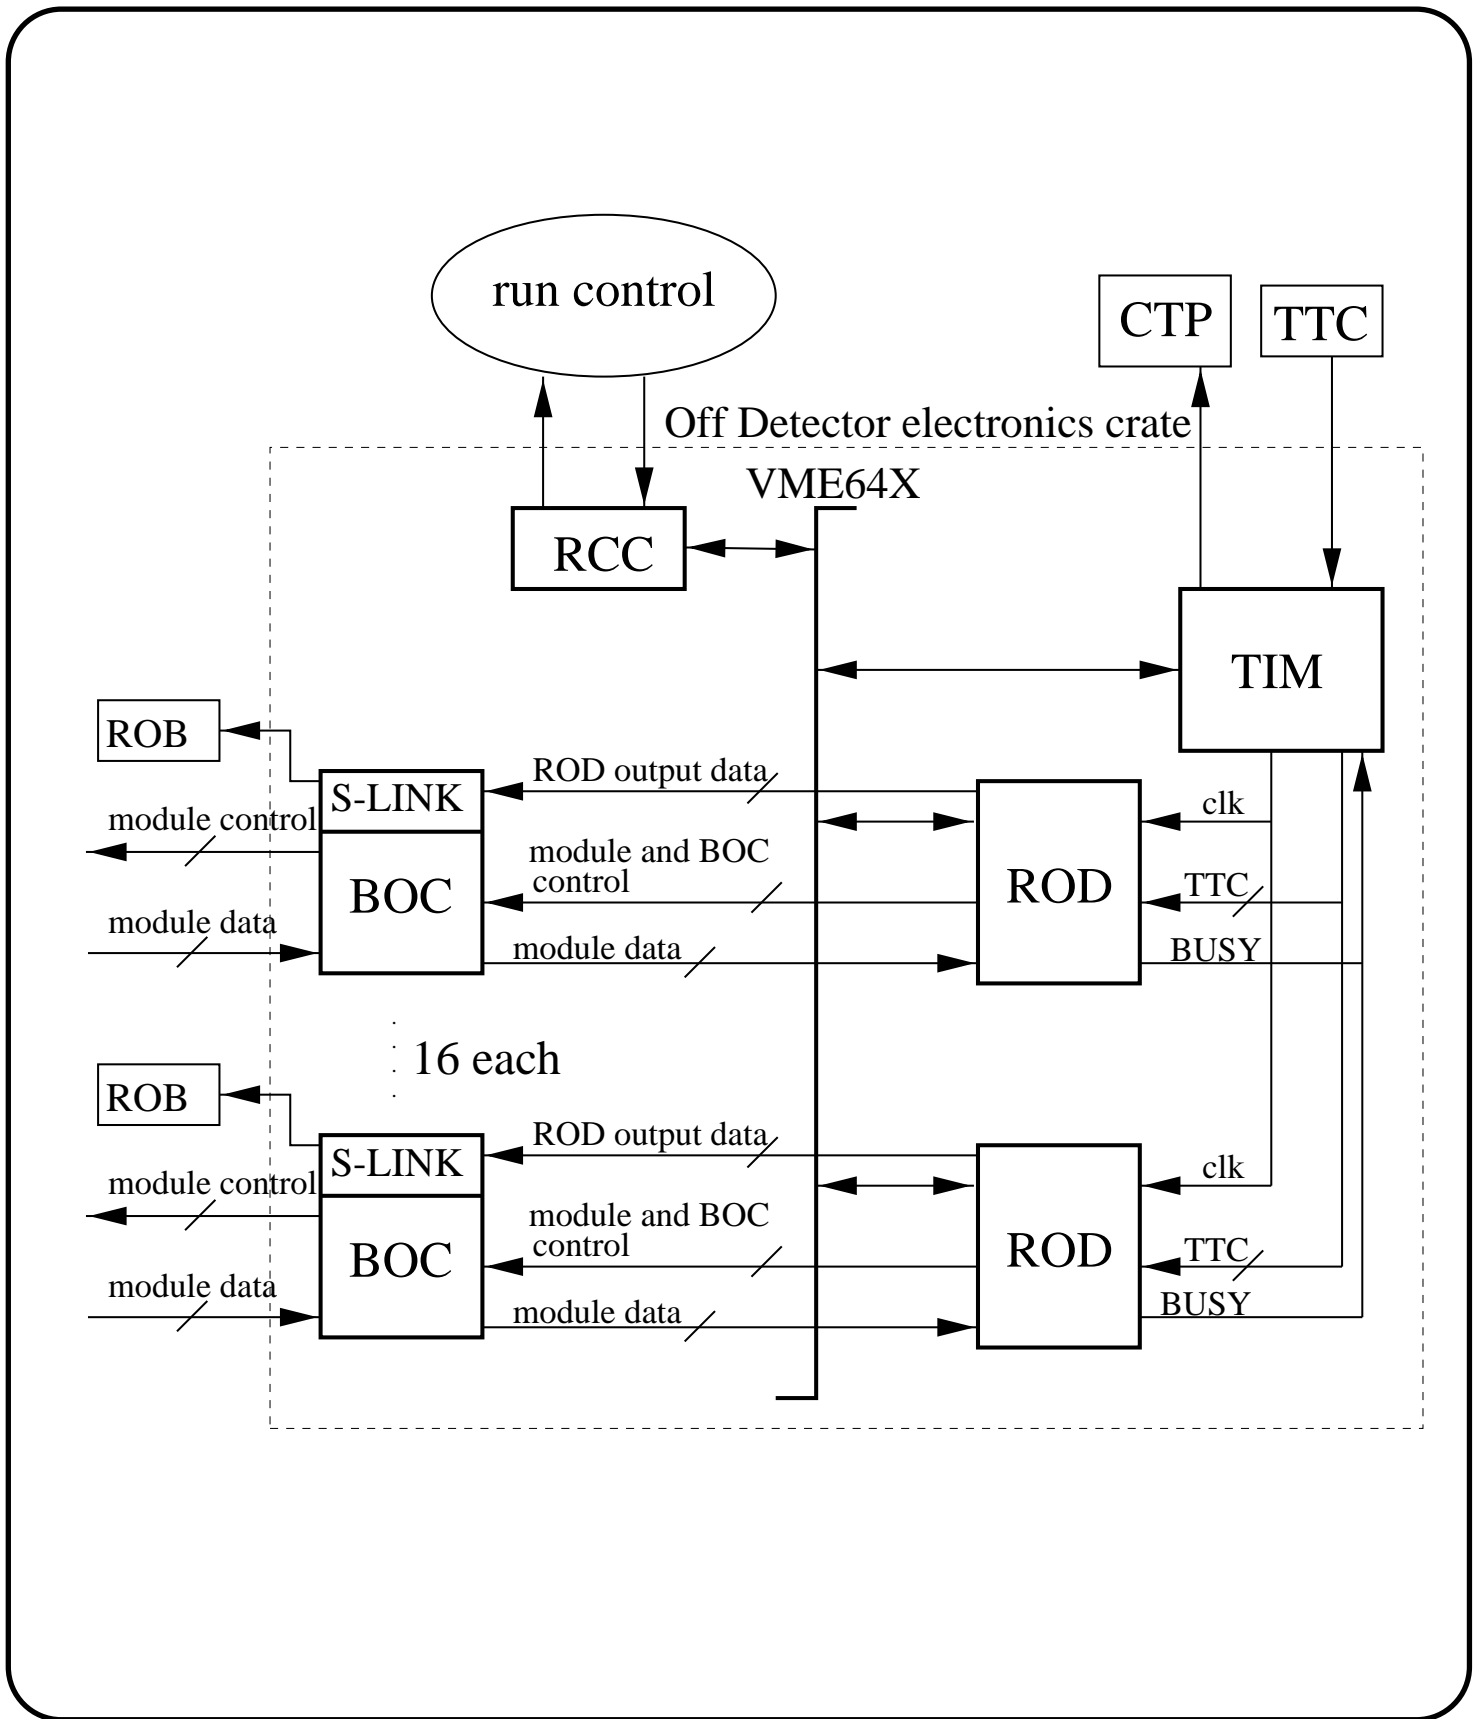 run control
CTP
TTC
Off Detector electronics crate
VME64X
RCC
TIM
ROB
ROD output data
S-LINK
clk
module control
module and BOC
control
BOC
ROD
TTC
module data
module data
BUSY
16 each
ROB
ROD output data
S-LINK
clk
module control
module and BOC
control
BOC
ROD
TTC
module data
module data
BUSY